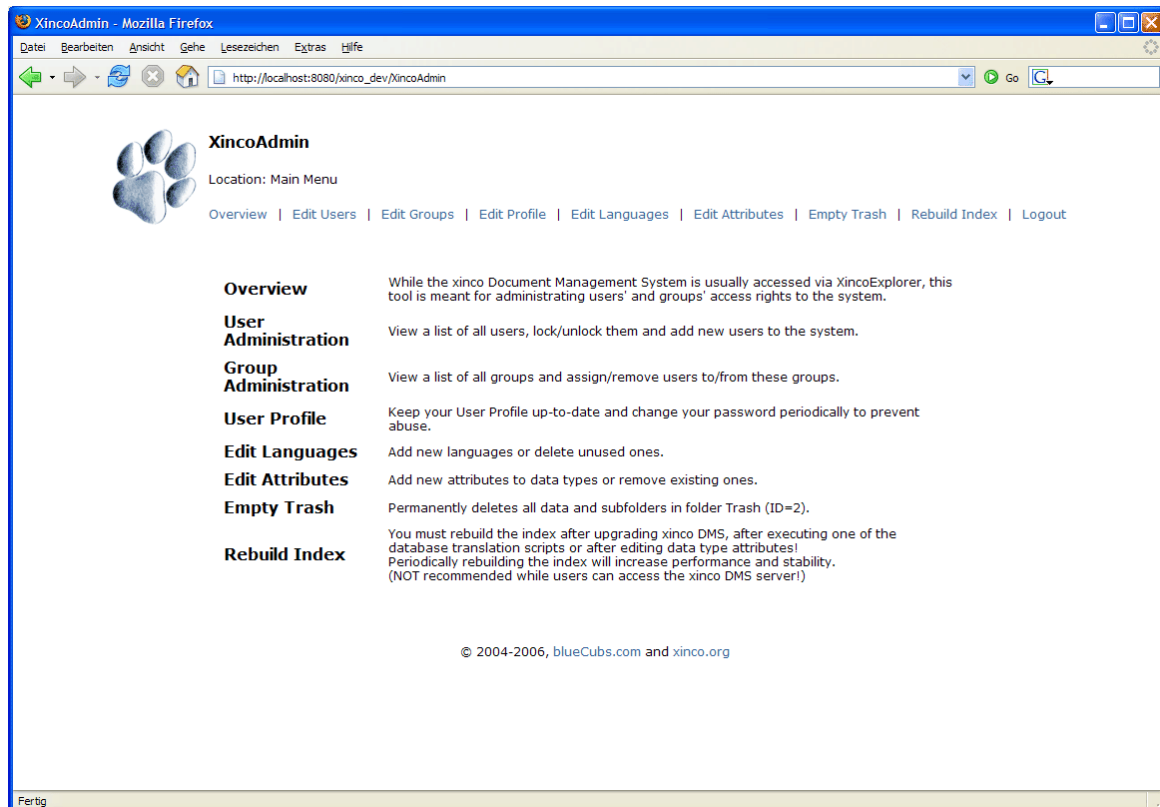 XincoAdmin - Mozilla Firefox
Datei Bearbeiten Ansicht Gehe Lesezeichen Extras Hilfe
http://localhost:8080/xinco_dev/XincoAdmin Go G
XincoAdmin
Location: Main Menu
Overview | Edit Users | Edit Groups | Edit Profile | Edit Languages | Edit Attributes | Empty Trash | Rebuild Index | Logout
Overview
While the xinco Document Management System is usually accessed via XincoExplorer, this
tool is meant for administrating users' and groups' access rights to the system.
User
Administration
View a list of all users, lock/unlock them and add new users to the system.
Group
Administration
View a list of all groups and assign/remove users to/from these groups.
User Profile
Keep your User Profile up-to-date and change your password periodically to prevent
abuse.
Edit Languages
Add new languages or delete unused ones.
Edit Attributes
Add new attributes to data types or remove existing ones.
Empty Trash
Permanently deletes all data and subfolders in folder Trash (ID=2).
Rebuild Index
You must rebuild the index after upgrading xinco DMS, after executing one of the
database translation scripts or after editing data type attributes!
Periodically rebuilding the index will increase performance and stability.
(NOT recommended while users can access the xinco DMS server!)
© 2004-2006, blueCubs.com and xinco.org
Fertig